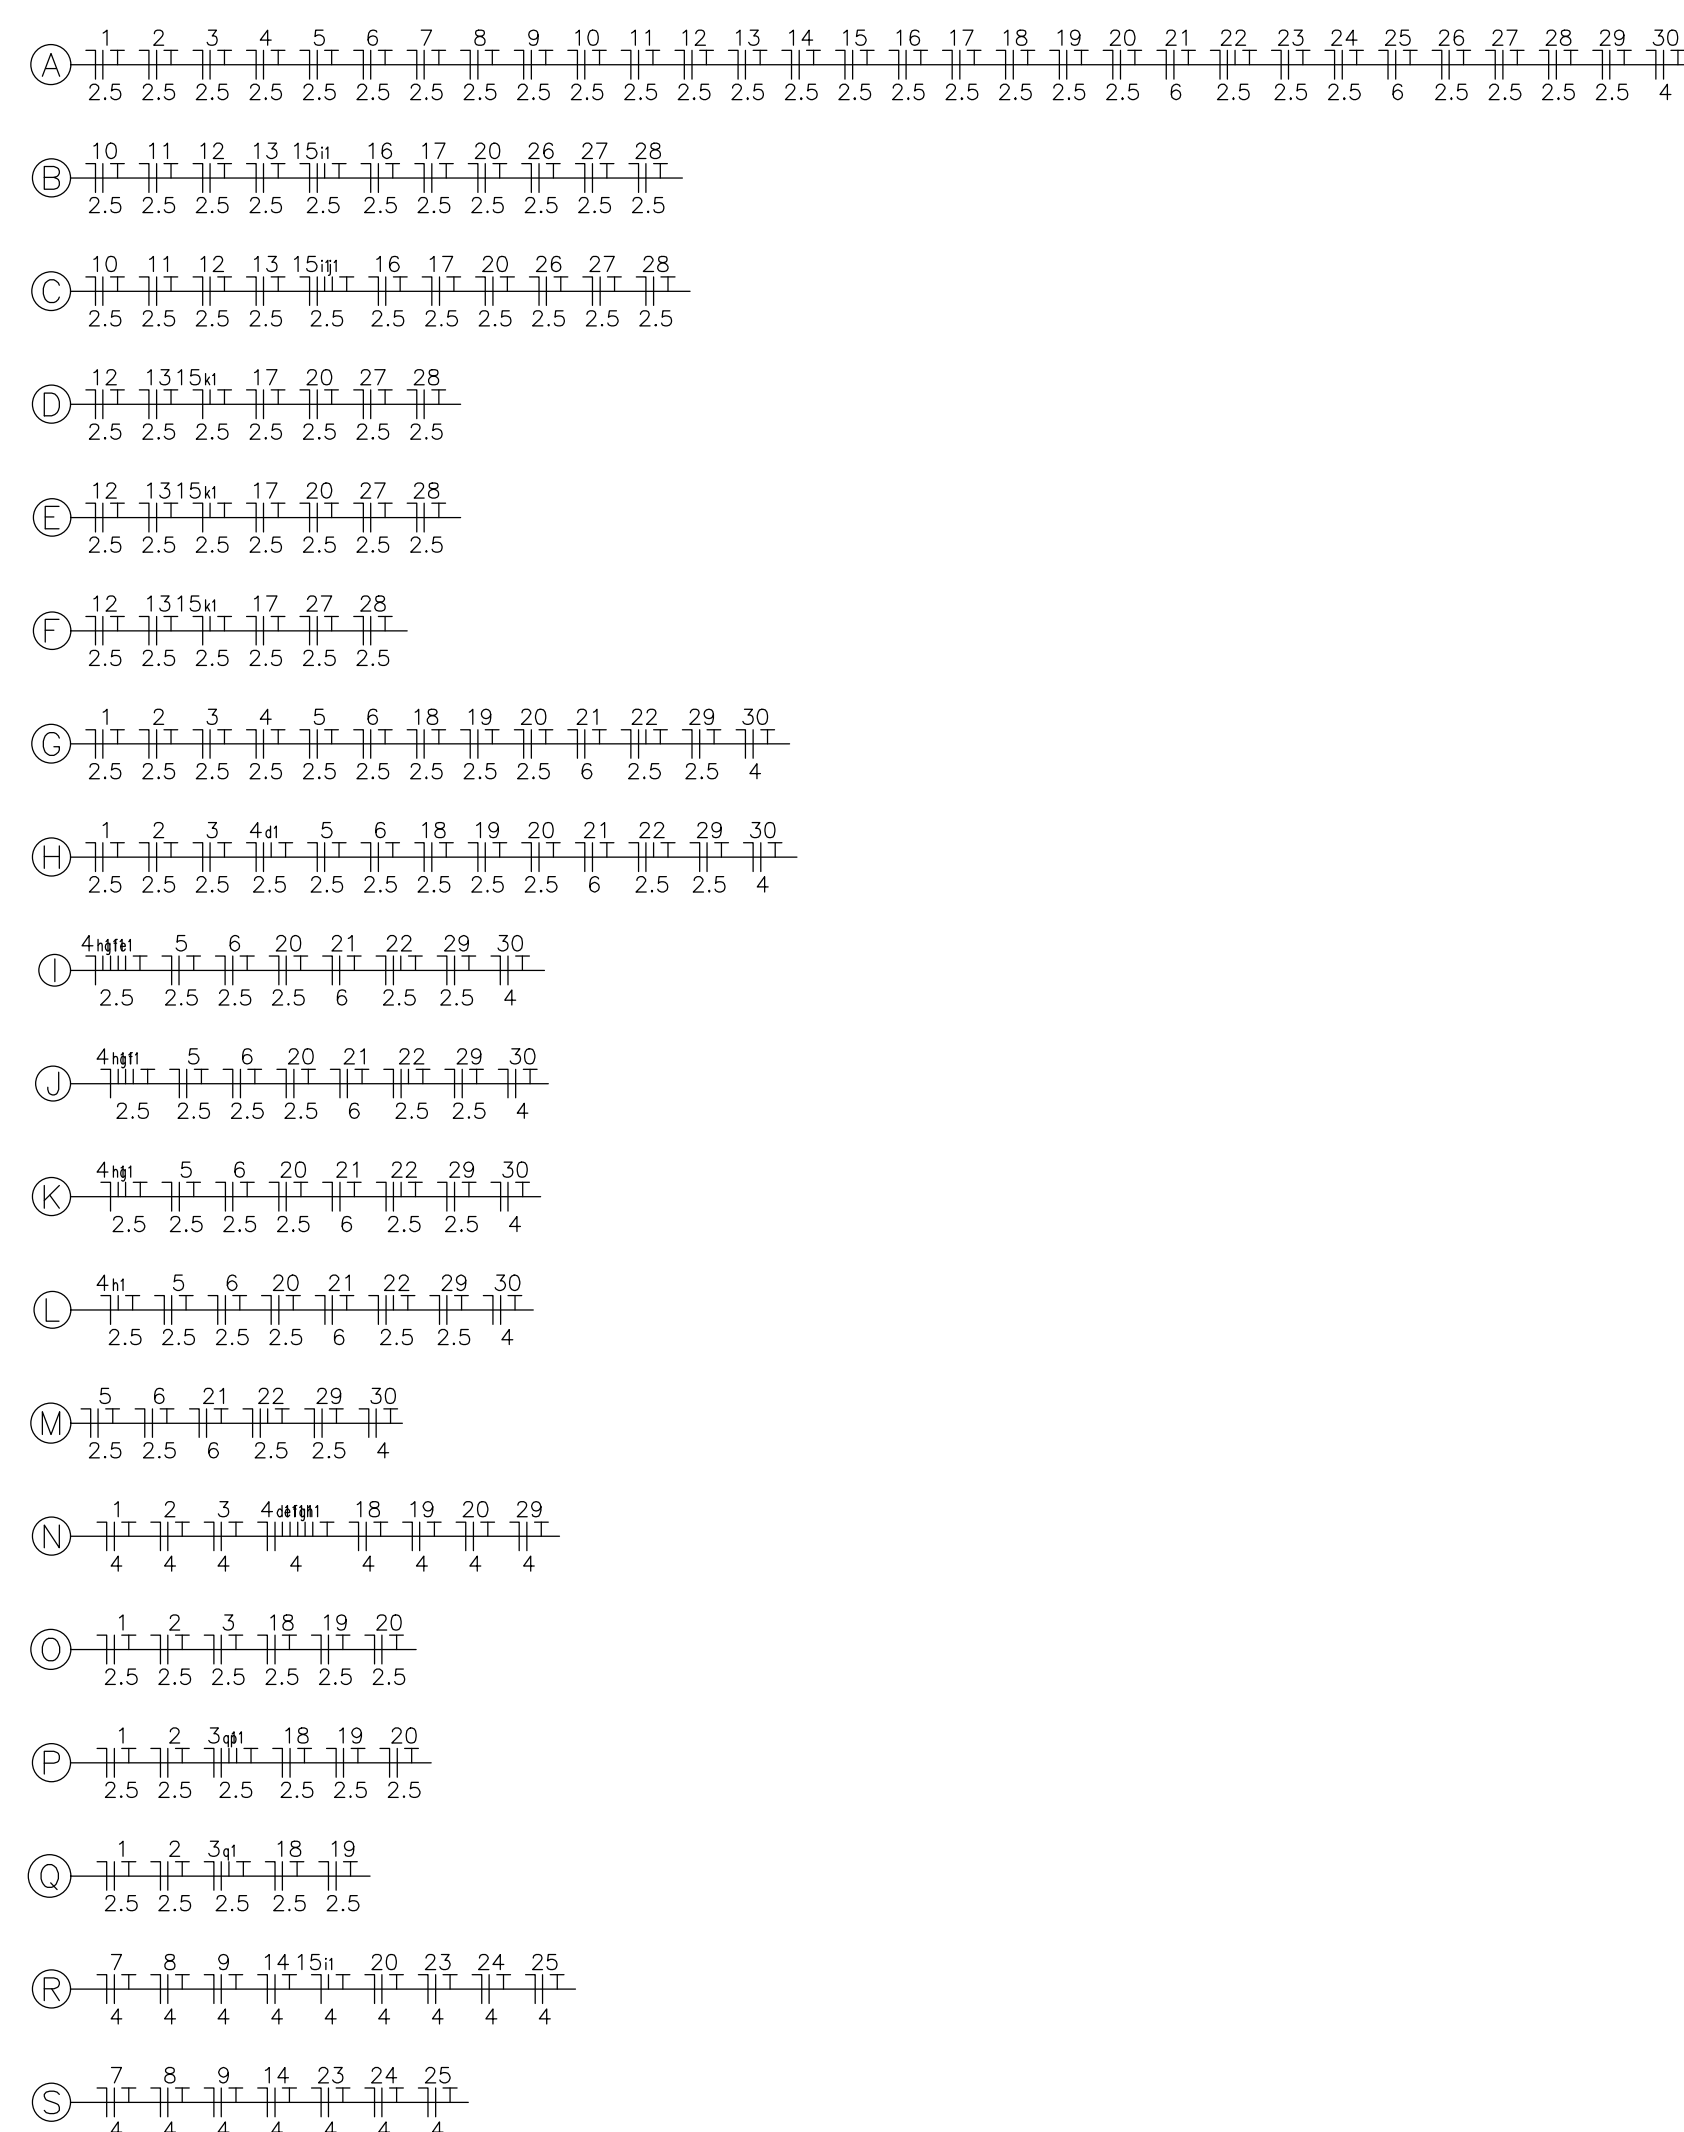 A 1 2 3 4 5 6 7 8 9 10 11 12 13 14 15 16 17 18 19 20 21 22 23 24 25 26 27 28 29 30
2.5 2.5 2.5 2.5 2.5 2.5 2.5 2.5 2.5 2.5 2.5 2.5 2.5 2.5 2.5 2.5 2.5 2.5 2.5 2.5 6 2.5 2.5 2.5 6 2.5 2.5 2.5 2.5 4
B 10 11 12 13 15 i1 16 17 20 26 27 28
2.5 2.5 2.5 2.5 2.5 2.5 2.5 2.5 2.5 2.5 2.5
C 10 11 12 13 15 i1j1 16 17 20 26 27 28
2.5 2.5 2.5 2.5 2.5 2.5 2.5 2.5 2.5 2.5 2.5
D 12 13 15 k1 17 20 27 28
2.5 2.5 2.5 2.5 2.5 2.5 2.5
E 12 13 15 k1 17 20 27 28
2.5 2.5 2.5 2.5 2.5 2.5 2.5
F 12 13 15 k1 17 27 28
2.5 2.5 2.5 2.5 2.5 2.5
G 1 2 3 4 5 6 18 19 20 21 22 29 30
2.5 2.5 2.5 2.5 2.5 2.5 2.5 2.5 2.5 6 2.5 2.5 4
H 1 2 3 4 d1 5 6 18 19 20 21 22 29 30
2.5 2.5 2.5 2.5 2.5 2.5 2.5 2.5 2.5 6 2.5 2.5 4
I 4 h1g1f1e1 5 6 20 21 22 29 30
2.5 2.5 2.5 2.5 6 2.5 2.5 4
J 4 h1g1f1 5 6 20 21 22 29 30
2.5 2.5 2.5 2.5 6 2.5 2.5 4
K 4 h1g1 5 6 20 21 22 29 30
2.5 2.5 2.5 2.5 6 2.5 2.5 4
L 4 h1 5 6 20 21 22 29 30
2.5 2.5 2.5 2.5 6 2.5 2.5 4
M 5 6 21 22 29 30
2.5 2.5 6 2.5 2.5 4
N 1 2 3 4 d1e1f1g1h1 18 19 20 29
4 4 4 4 4 4 4 4
O 1 2 3 18 19 20
2.5 2.5 2.5 2.5 2.5 2.5
P 1 2 3 q1p1 18 19 20
2.5 2.5 2.5 2.5 2.5 2.5
Q 1 2 3 q1 18 19
2.5 2.5 2.5 2.5 2.5
R 7 8 9 14 15 i1 20 23 24 25
4 4 4 4 4 4 4 4 4
S 7 8 9 14 23 24 25
4 4 4 4 4 4 4